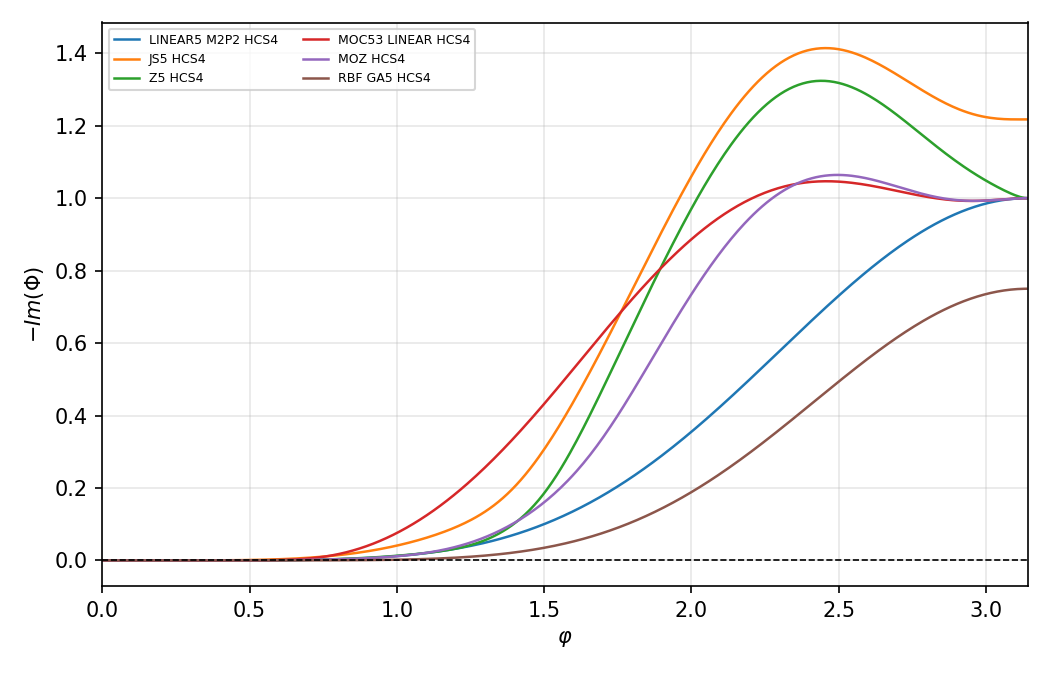 LINEAR5 M2P2 HCS4
JS5 HCS4
Z5 HCS4
MOC53 LINEAR HCS4
MOZ HCS4
RBF GA5 HCS4
−Im(Φ)
1.4
1.2
1.0
0.8
0.6
0.4
0.2
0.0
0.0 0.5 1.0 1.5 2.0 2.5 3.0
φ